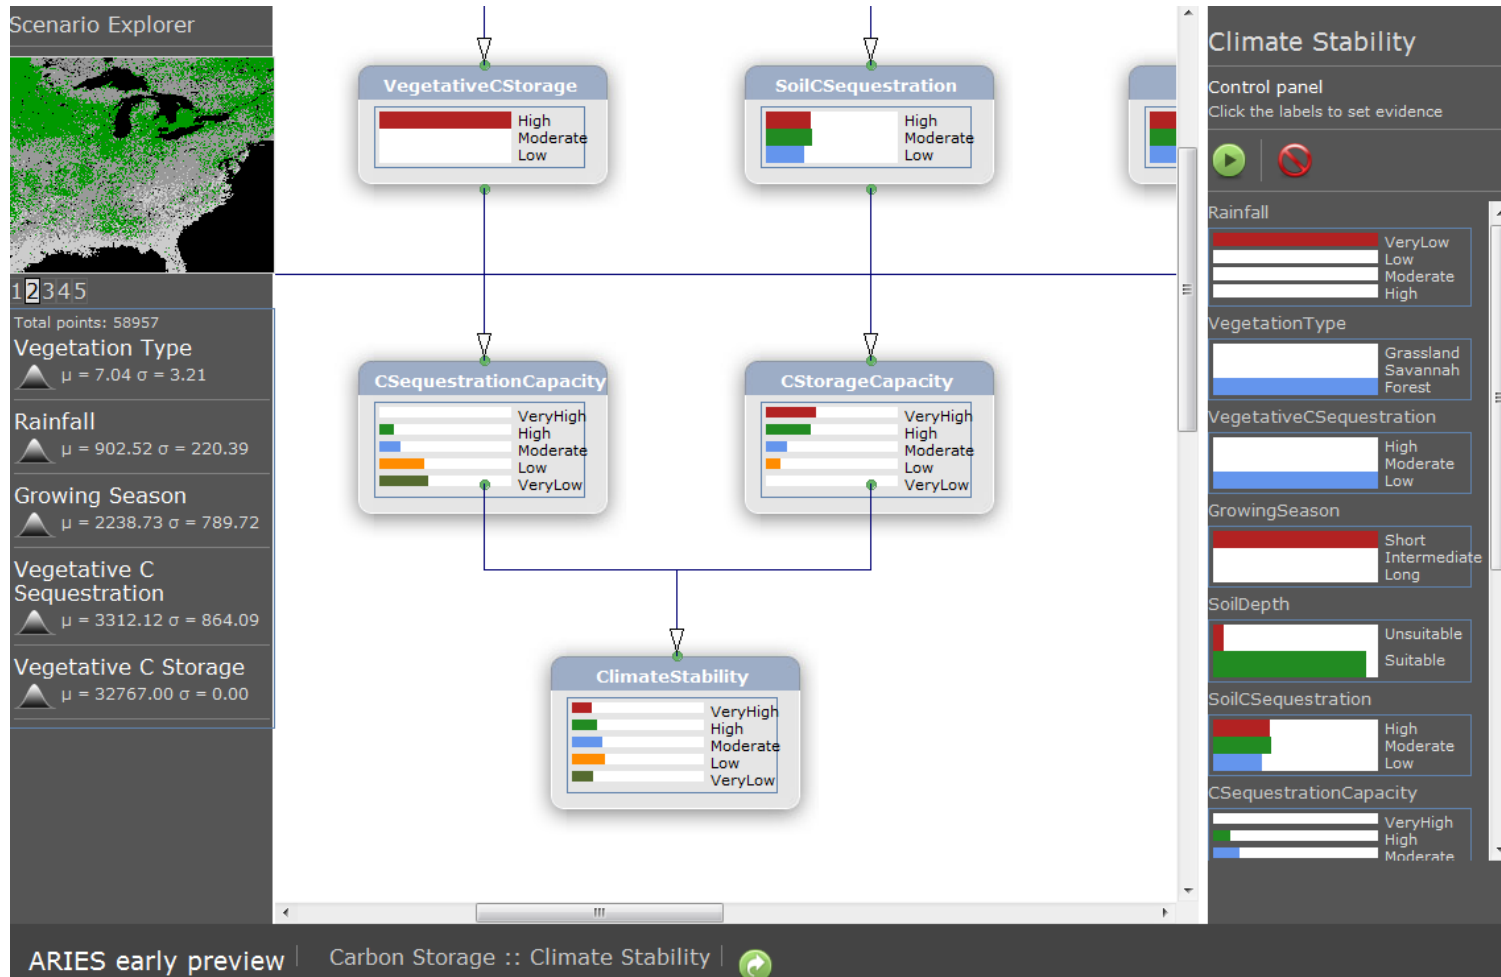 Scenario Explorer
1 2 3 4 5
Total points: 58957
Vegetation Type
μ = 7.04 σ = 3.21
Rainfall
μ = 902.52 σ = 220.39
Growing Season
μ = 2238.73 σ = 789.72
Vegetative C
Sequestration
μ = 3312.12 σ = 864.09
Vegetative C Storage
μ = 32767.00 σ = 0.00
VegetativeCStorage
High
Moderate
Low
SoilCSequestration
High
Moderate
Low
CSequestrationCapacity
VeryHigh
High
Moderate
Low
VeryLow
CStorageCapacity
VeryHigh
High
Moderate
Low
VeryLow
ClimateStability
VeryHigh
High
Moderate
Low
VeryLow
Climate Stability
Control panel
Click the labels to set evidence
Rainfall
VeryLow
Low
Moderate
High
VegetationType
Grassland
Savannah
Forest
VegetativeCSequestration
High
Moderate
Low
GrowingSeason
Short
Intermediate
Long
SoilDepth
Unsuitable
Suitable
SoilCSequestration
High
Moderate
Low
CSequestrationCapacity
VeryHigh
High
Moderate
ARIES early preview
Carbon Storage :: Climate Stability